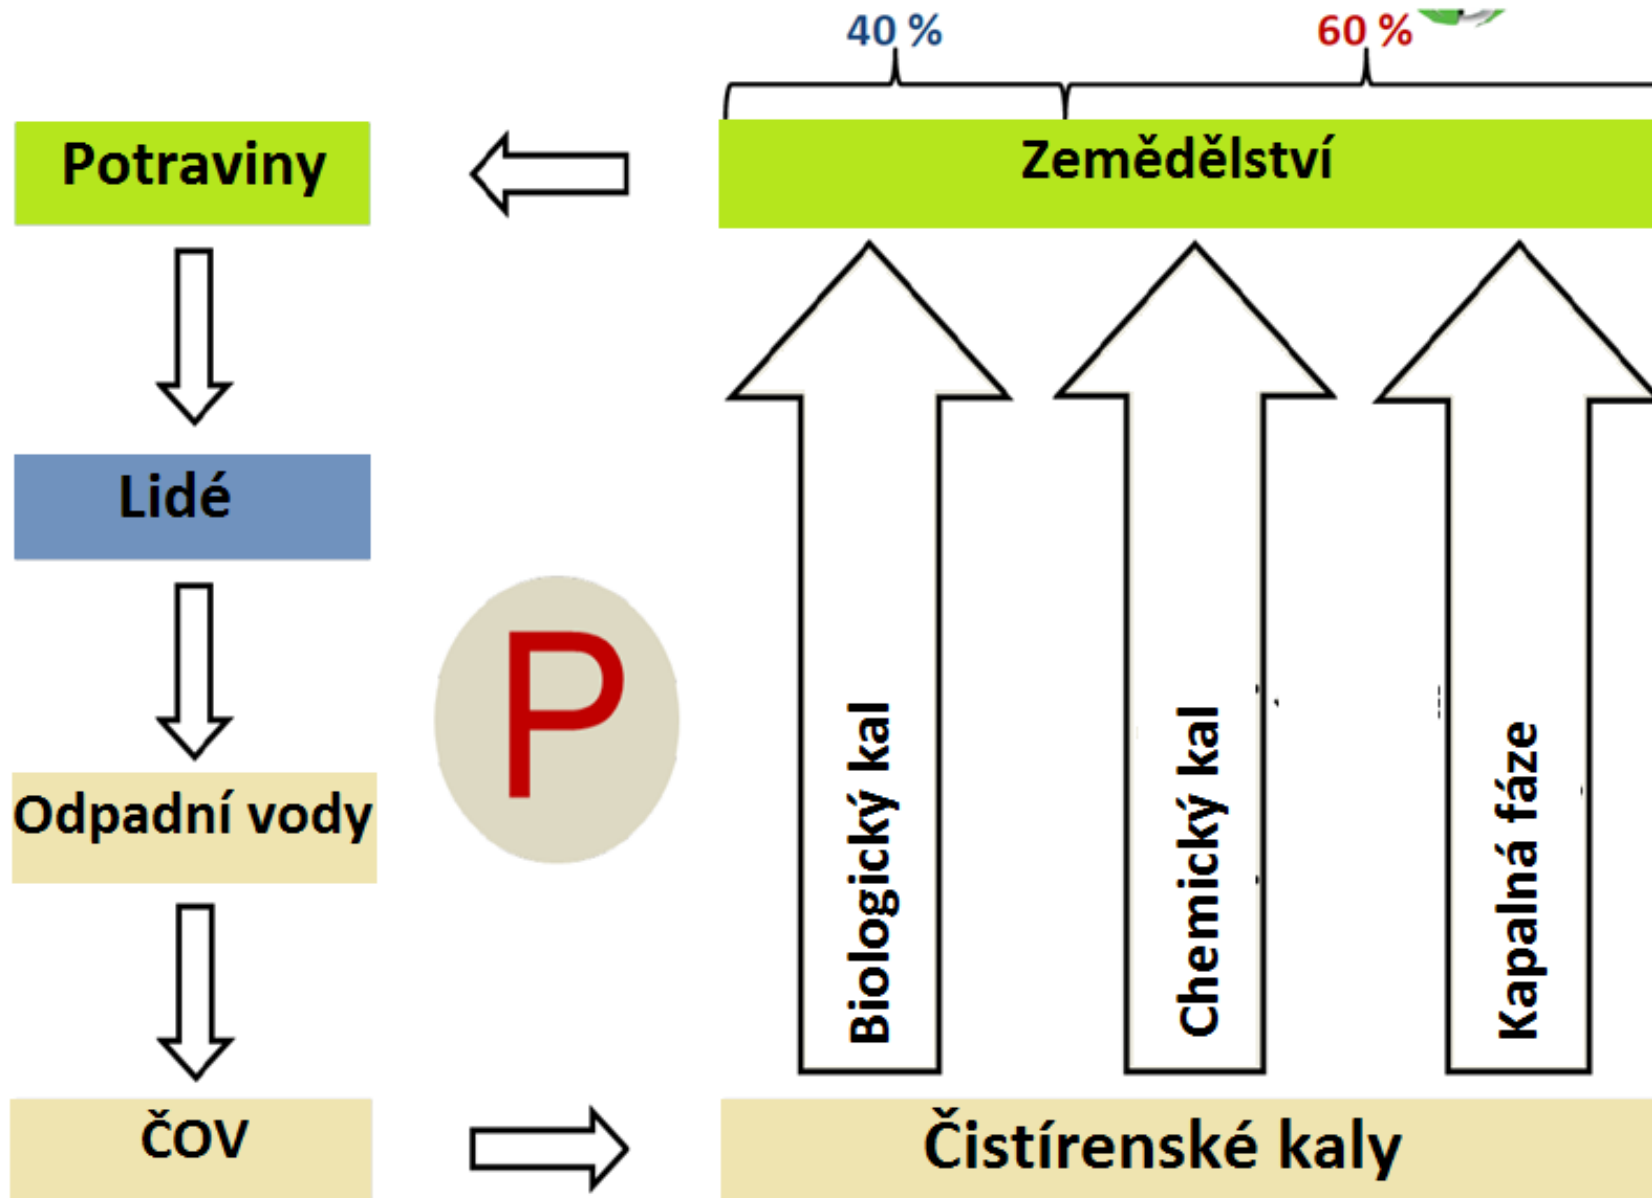 40 %
60 %
Potraviny
Zemědělství
Lidé
P
Odpadní vody
Biologický kal
Chemický kal
Kapalná fáze
ČOV
Čistírenské kaly